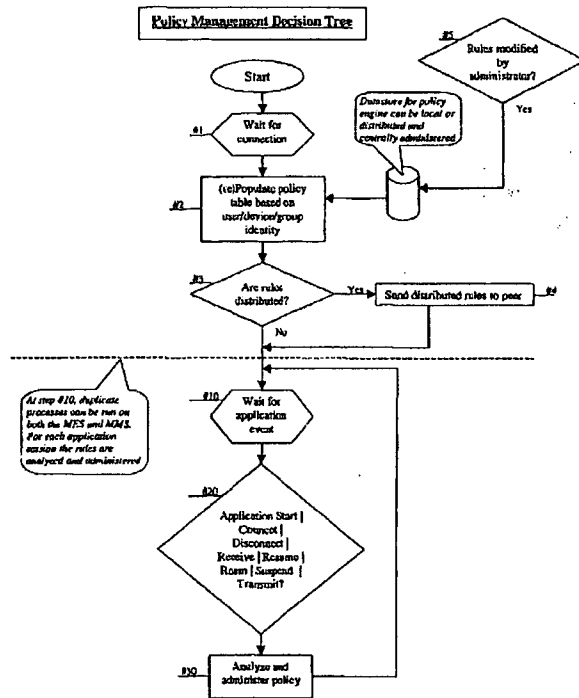 Policy Management Decision Tree
#5
Rules modified
by
administrator?
Yes
Start
Datastore for policy
engine can be local or
distributed and
centrally administered
#1
Wait for
connection
#2
(re)Populate policy
table based on
user/device/group
identity
#3
Are rules
distributed?
Yes
Send distributed rules to peer
#4
No
At step #10, duplicate
processes can be run on
both the MES and MMS.
For each application
session the rules are
analyzed and administered
#10
Wait for
application
event
#20
Application Start |
Connect |
Disconnect |
Receive | Resume |
Roam | Suspend |
Transmit?
#30
Analyze and
administer policy